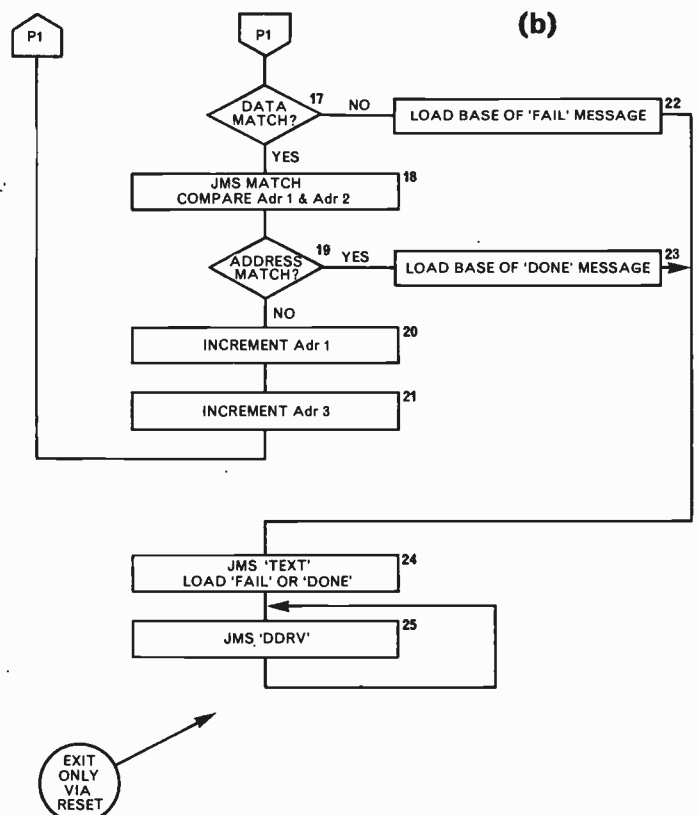 (b)
P1
P1
17
DATA
MATCH?
NO
22
LOAD BASE OF 'FAIL' MESSAGE
YES
18
JMS MATCH
COMPARE Adr 1 & Adr 2
19
ADDRESS
MATCH?
YES
23
LOAD BASE OF 'DONE' MESSAGE
NO
20
INCREMENT Adr 1
21
INCREMENT Adr 3
24
JMS 'TEXT'
LOAD 'FAIL' OR 'DONE'
25
JMS 'DDRV'
EXIT
ONLY
VIA
RESET